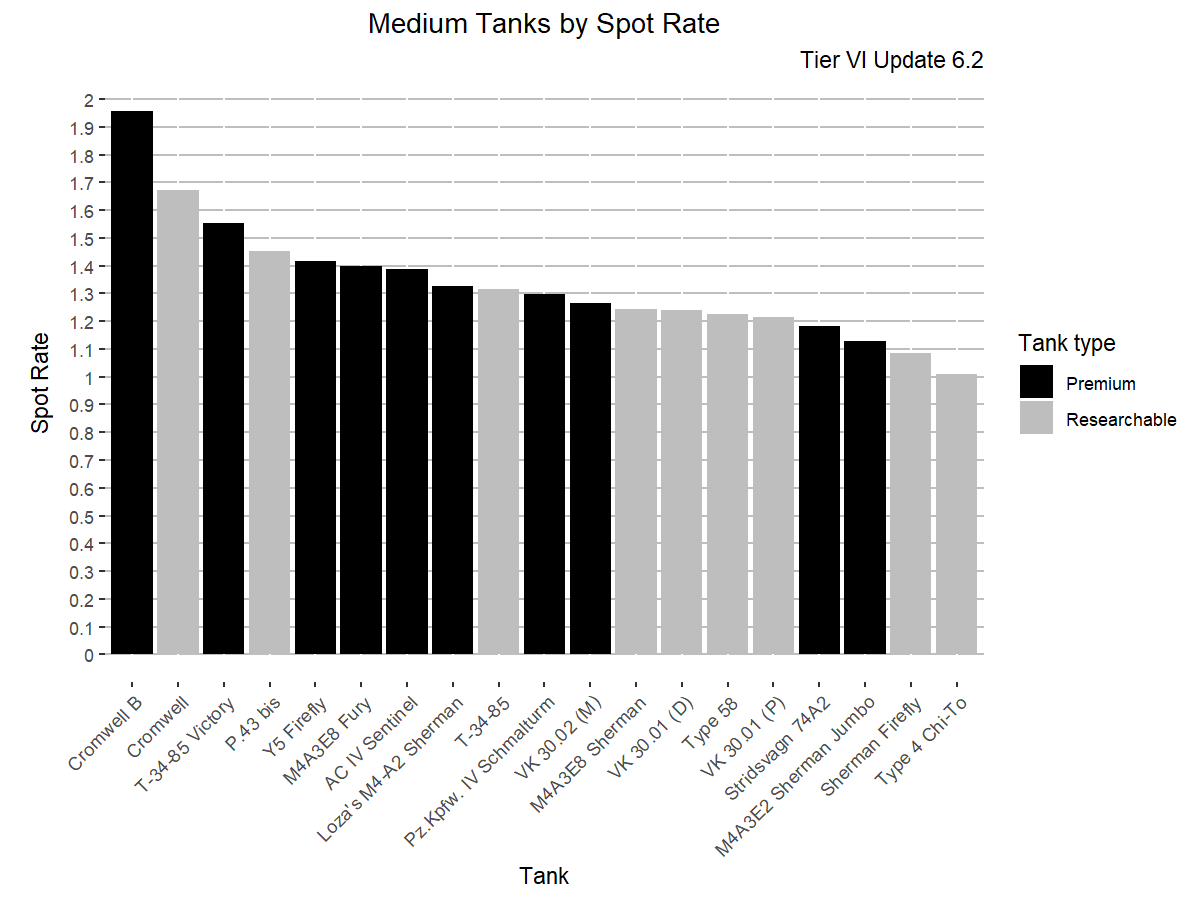 Medium Tanks by Spot Rate
Tier VI Update 6.2
Spot Rate
2
1.9
1.8
1.7
1.6
1.5
1.4
1.3
1.2
1.1
1
0.9
0.8
0.7
0.6
0.5
0.4
0.3
0.2
0.1
0
Cromwell B
Cromwell
T-34-85 Victory
P.43 bis
Y5 Firefly
M4A3E8 Fury
AC IV Sentinel
Loza's M4-A2 Sherman
T-34-85
Pz.Kpfw. IV Schmalturm
VK 30.02 (M)
M4A3E8 Sherman
VK 30.01 (D)
Type 58
VK 30.01 (P)
Stridsvagn 74A2
M4A3E2 Sherman Jumbo
Sherman Firefly
Type 4 Chi-To
Tank
Tank type
Premium
Researchable